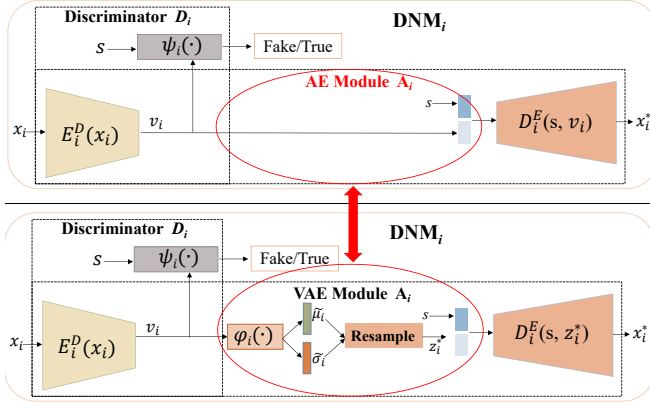 Discriminator D_i
DNM_i
s
ψ_i(·)
Fake/True
AE Module A_i
s
x_i
E_i^D(x_i)
v_i
D_i^E(s, v_i)
x_i^*
Discriminator D_i
DNM_i
s
ψ_i(·)
Fake/True
VAE Module A_i
x_i
E_i^D(x_i)
v_i
φ_i(·)
μ̃_i
σ̃_i
Resample
s
z_i^*
D_i^E(s, z_i^*)
x_i^*